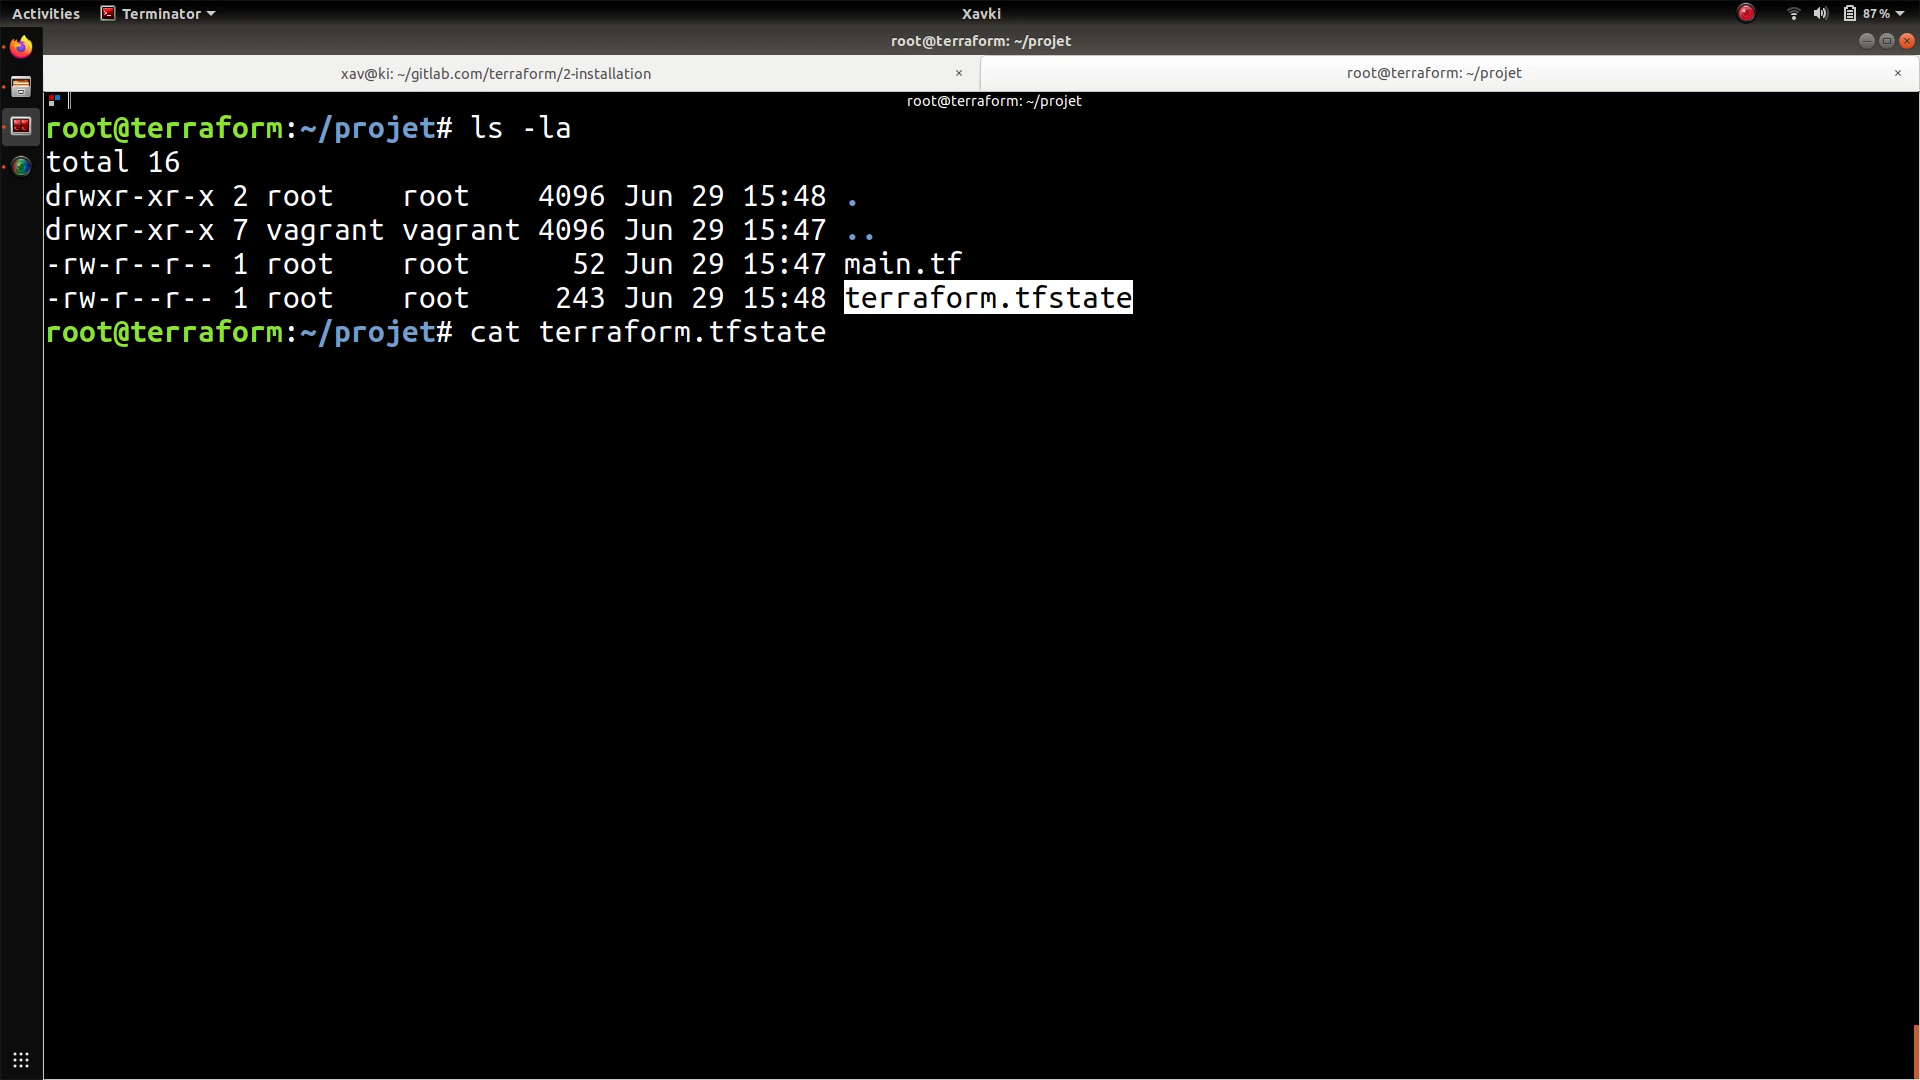 Activities Terminator Xavki 87 %
root@terraform: ~/projet
xav@ki: ~/gitlab.com/terraform/2-installation × root@terraform: ~/projet ×
root@terraform: ~/projet
root@terraform:~/projet# ls -la
total 16
drwxr-xr-x 2 root    root    4096 Jun 29 15:48 .
drwxr-xr-x 7 vagrant vagrant 4096 Jun 29 15:47 ..
-rw-r--r-- 1 root    root      52 Jun 29 15:47 main.tf
-rw-r--r-- 1 root    root     243 Jun 29 15:48 terraform.tfstate
root@terraform:~/projet# cat terraform.tfstate